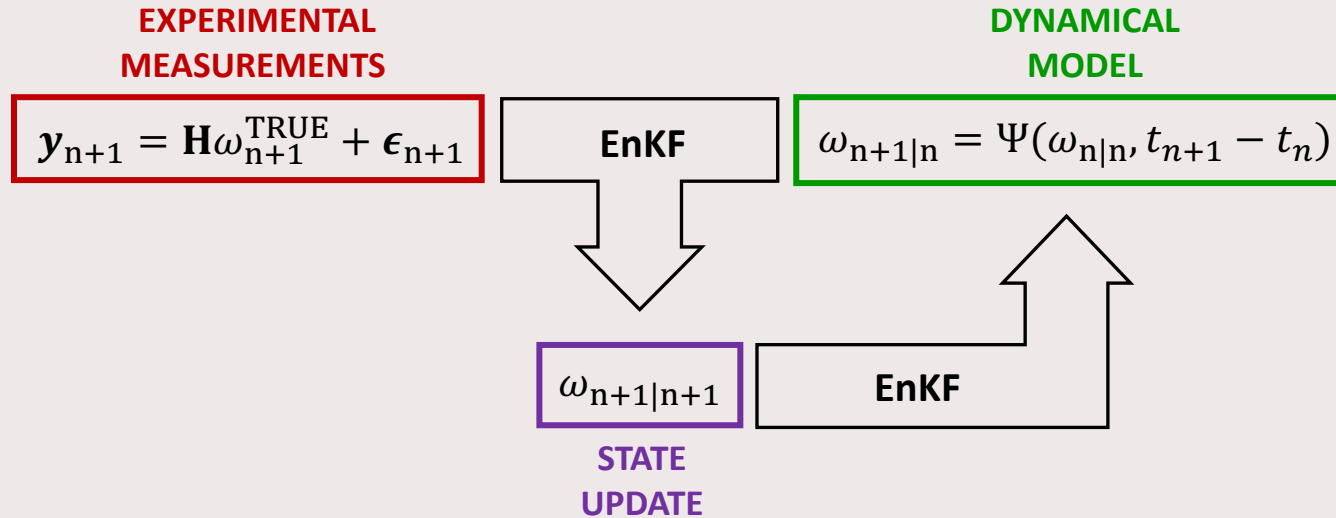 EXPERIMENTAL
MEASUREMENTS
𝒚ₙ₊₁ = 𝐇ωₙ₊₁^TRUE + 𝝐ₙ₊₁
EnKF
DYNAMICAL
MODEL
ω_{n+1|n} = Ψ(ω_{n|n}, t_{n+1} − t_n)
ω_{n+1|n+1}
EnKF
STATE
UPDATE